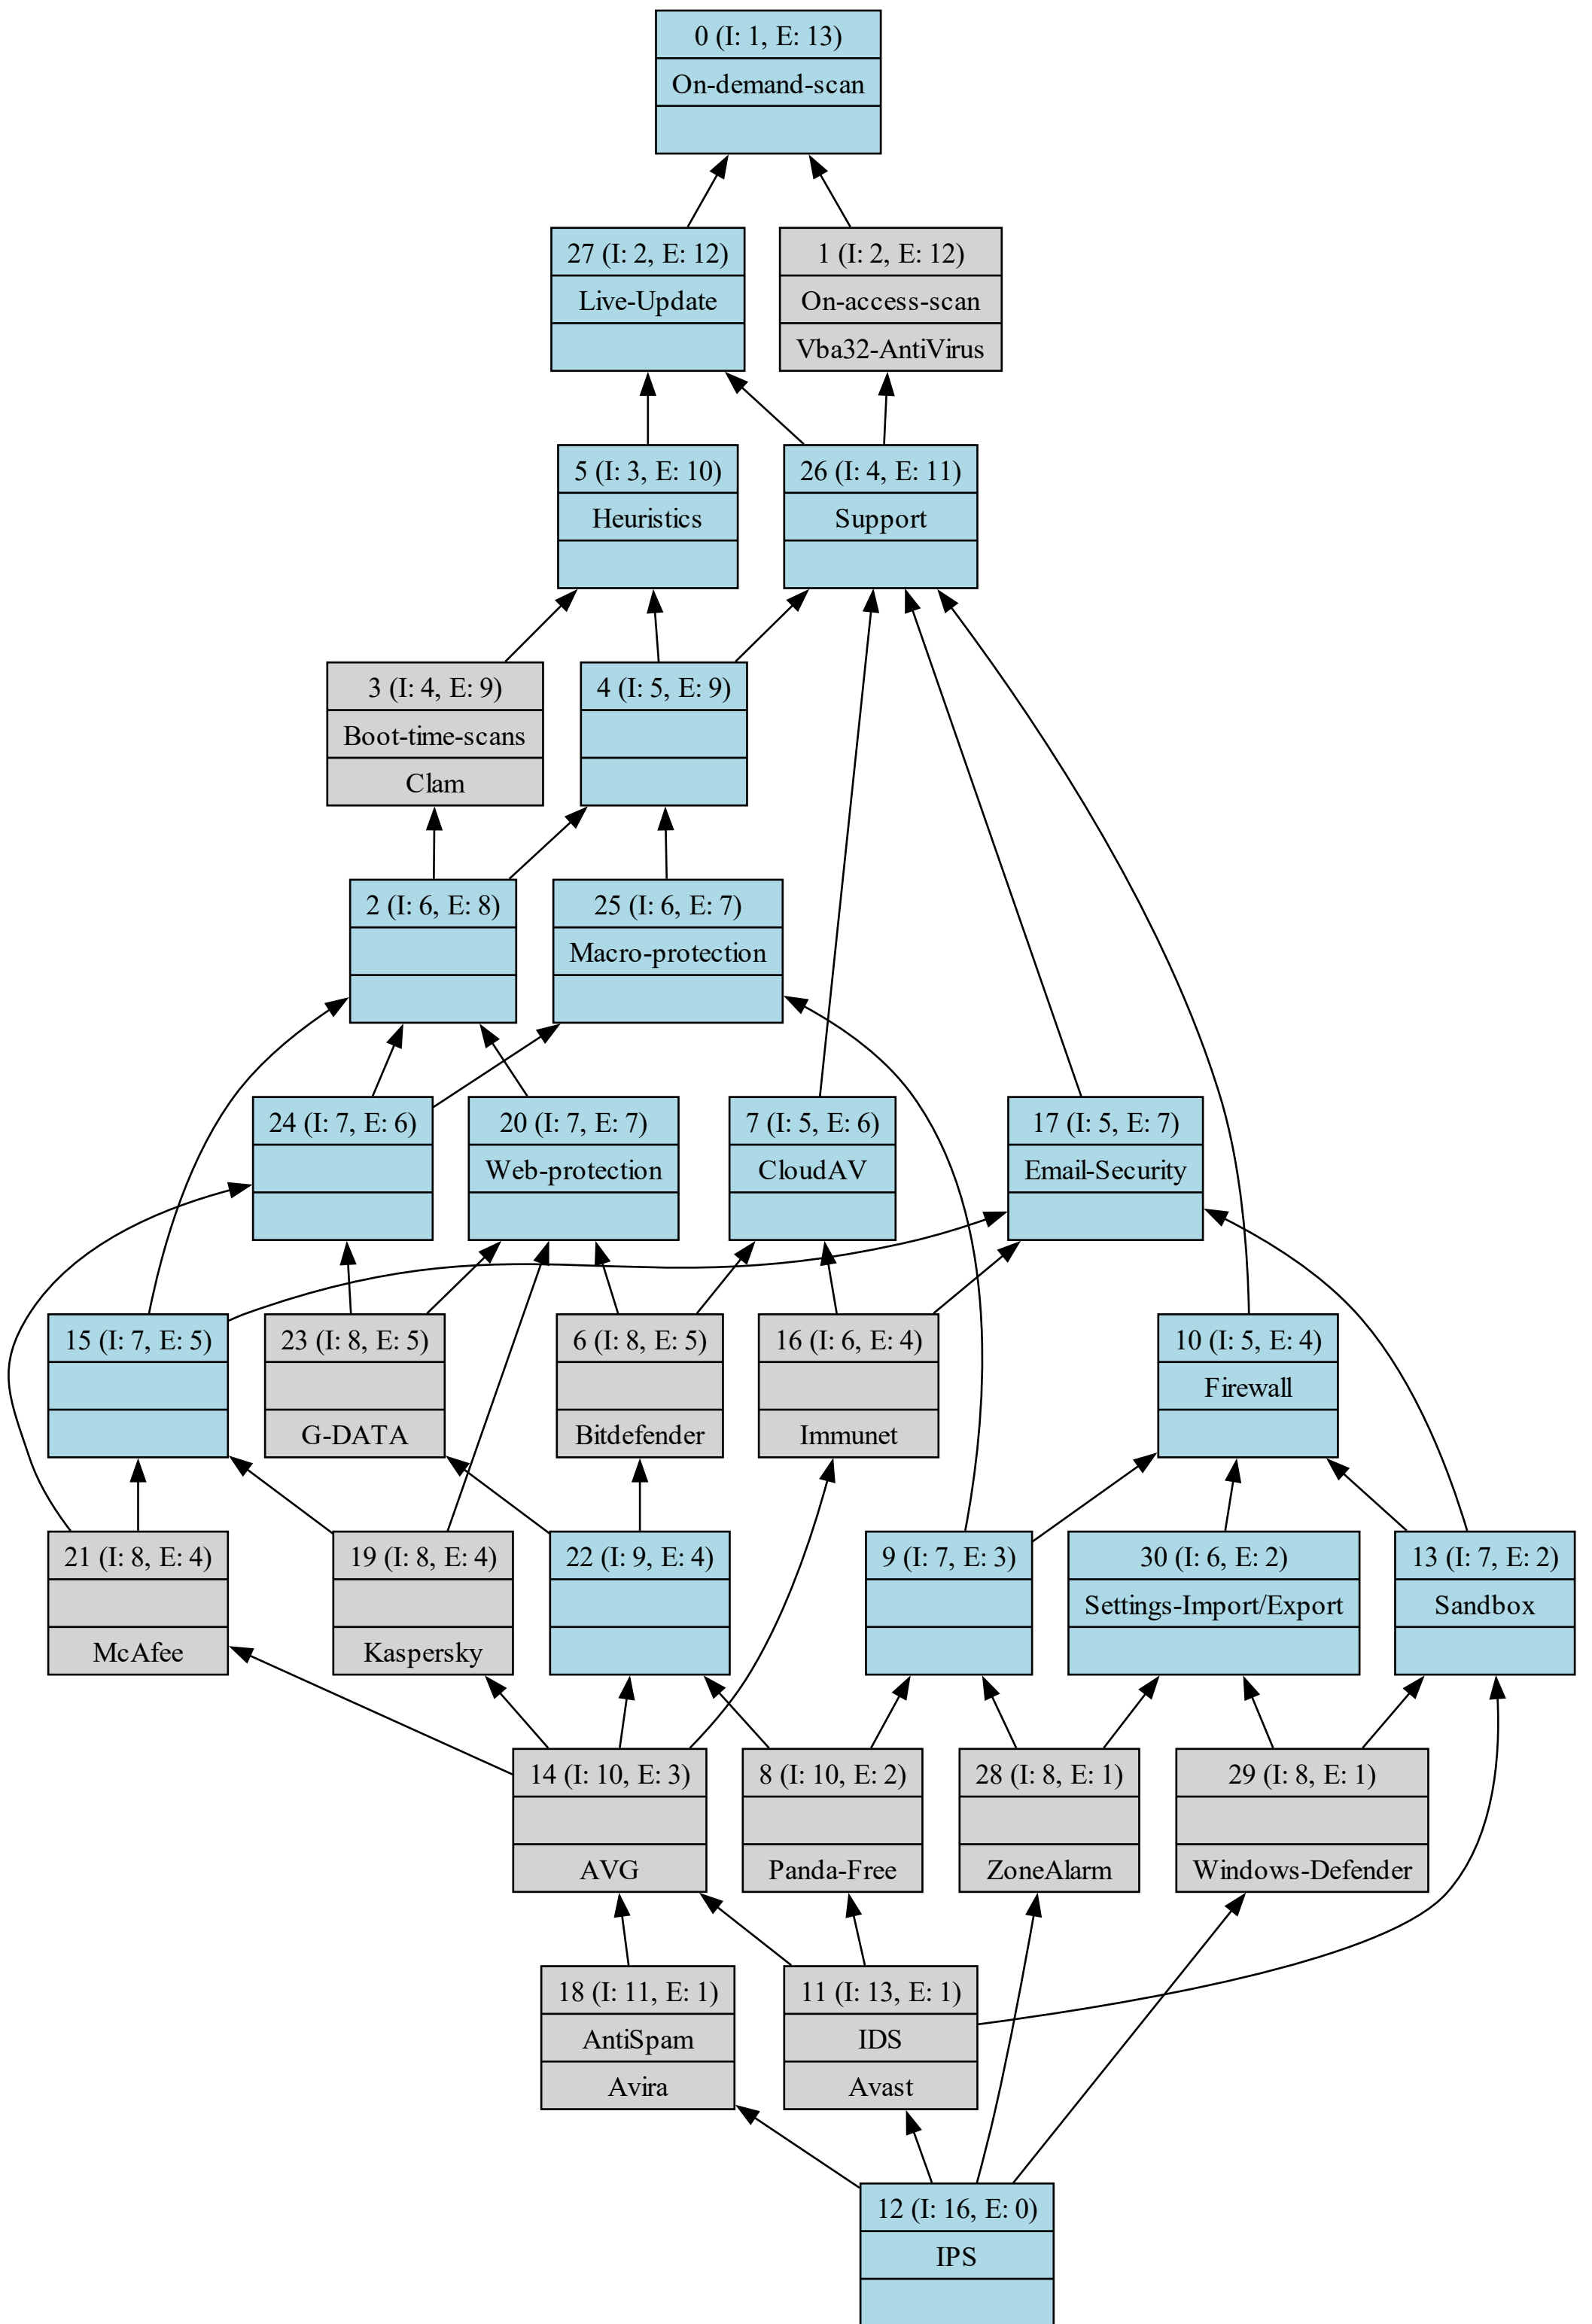 0 (I: 1, E: 13)
On-demand-scan
27 (I: 2, E: 12)
Live-Update
1 (I: 2, E: 12)
On-access-scan
Vba32-AntiVirus
5 (I: 3, E: 10)
Heuristics
26 (I: 4, E: 11)
Support
3 (I: 4, E: 9)
Boot-time-scans
Clam
4 (I: 5, E: 9)
2 (I: 6, E: 8)
25 (I: 6, E: 7)
Macro-protection
24 (I: 7, E: 6)
20 (I: 7, E: 7)
Web-protection
7 (I: 5, E: 6)
CloudAV
17 (I: 5, E: 7)
Email-Security
15 (I: 7, E: 5)
23 (I: 8, E: 5)
G-DATA
6 (I: 8, E: 5)
Bitdefender
16 (I: 6, E: 4)
Immunet
10 (I: 5, E: 4)
Firewall
21 (I: 8, E: 4)
McAfee
19 (I: 8, E: 4)
Kaspersky
22 (I: 9, E: 4)
9 (I: 7, E: 3)
30 (I: 6, E: 2)
Settings-Import/Export
13 (I: 7, E: 2)
Sandbox
14 (I: 10, E: 3)
AVG
8 (I: 10, E: 2)
Panda-Free
28 (I: 8, E: 1)
ZoneAlarm
29 (I: 8, E: 1)
Windows-Defender
18 (I: 11, E: 1)
AntiSpam
Avira
11 (I: 13, E: 1)
IDS
Avast
12 (I: 16, E: 0)
IPS